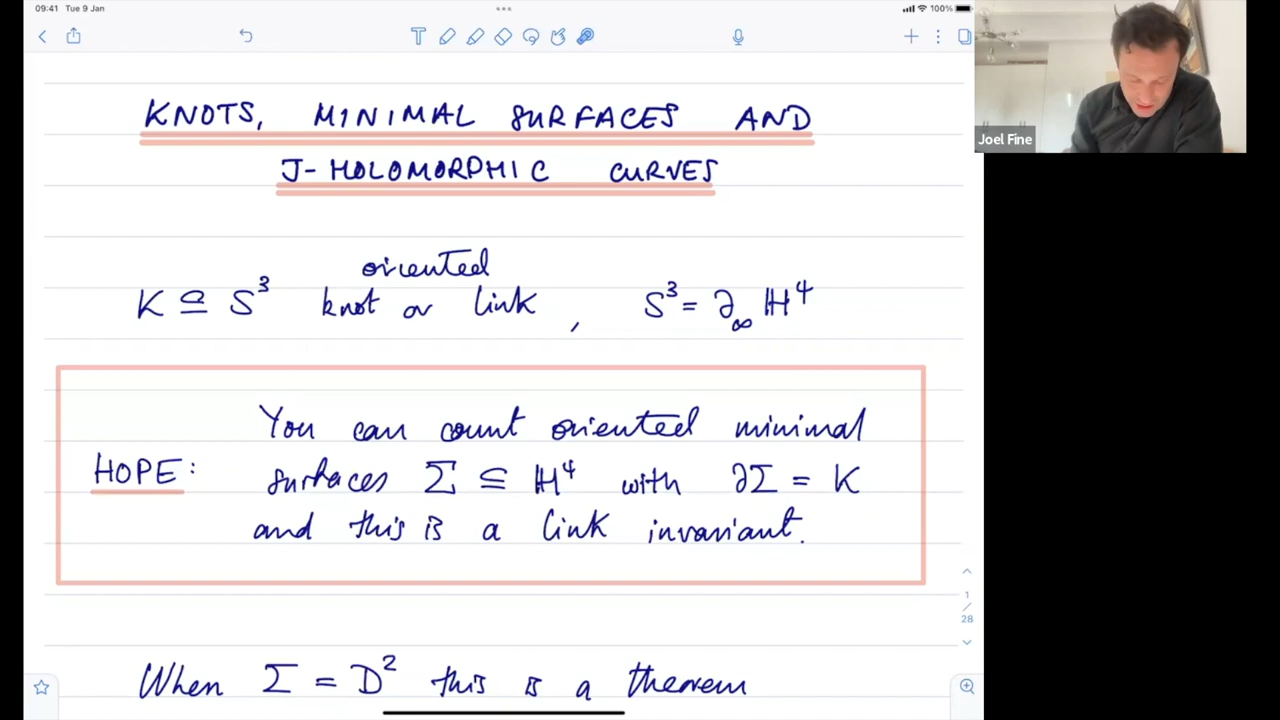 09:41 Tue 9 Jan
100%
KNOTS, MINIMAL SURFACES AND
J-HOLOMORPHIC CURVES
oriented
K ⊆ S³ knot or link, S³ = ∂∞ ℍ⁴
You can count oriented minimal
HOPE: surfaces Σ ⊆ ℍ⁴ with ∂Σ = K
and this is a link invariant.
1
/
28
When Σ = D² this is a theorem
Joel Fine